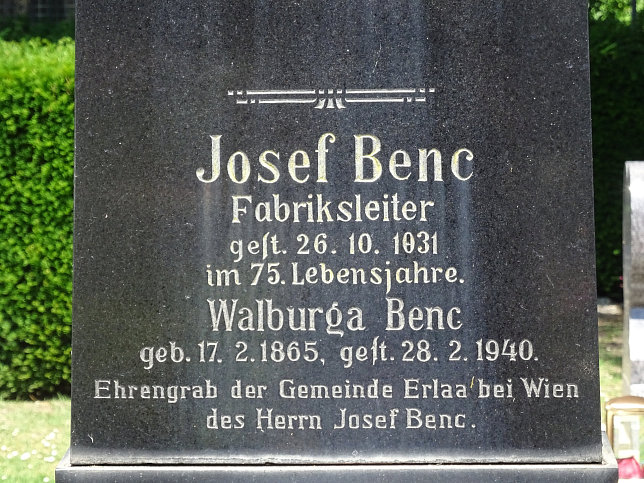 Josef Benc
Fabriksleiter
geſt. 26. 10. 1931
im 75. Lebensjahre.
Walburga Benc
geb. 17. 2. 1865, geſt. 28. 2. 1940.
Ehrengrab der Gemeinde Erlaa bei Wien
des Herrn Josef Benc.